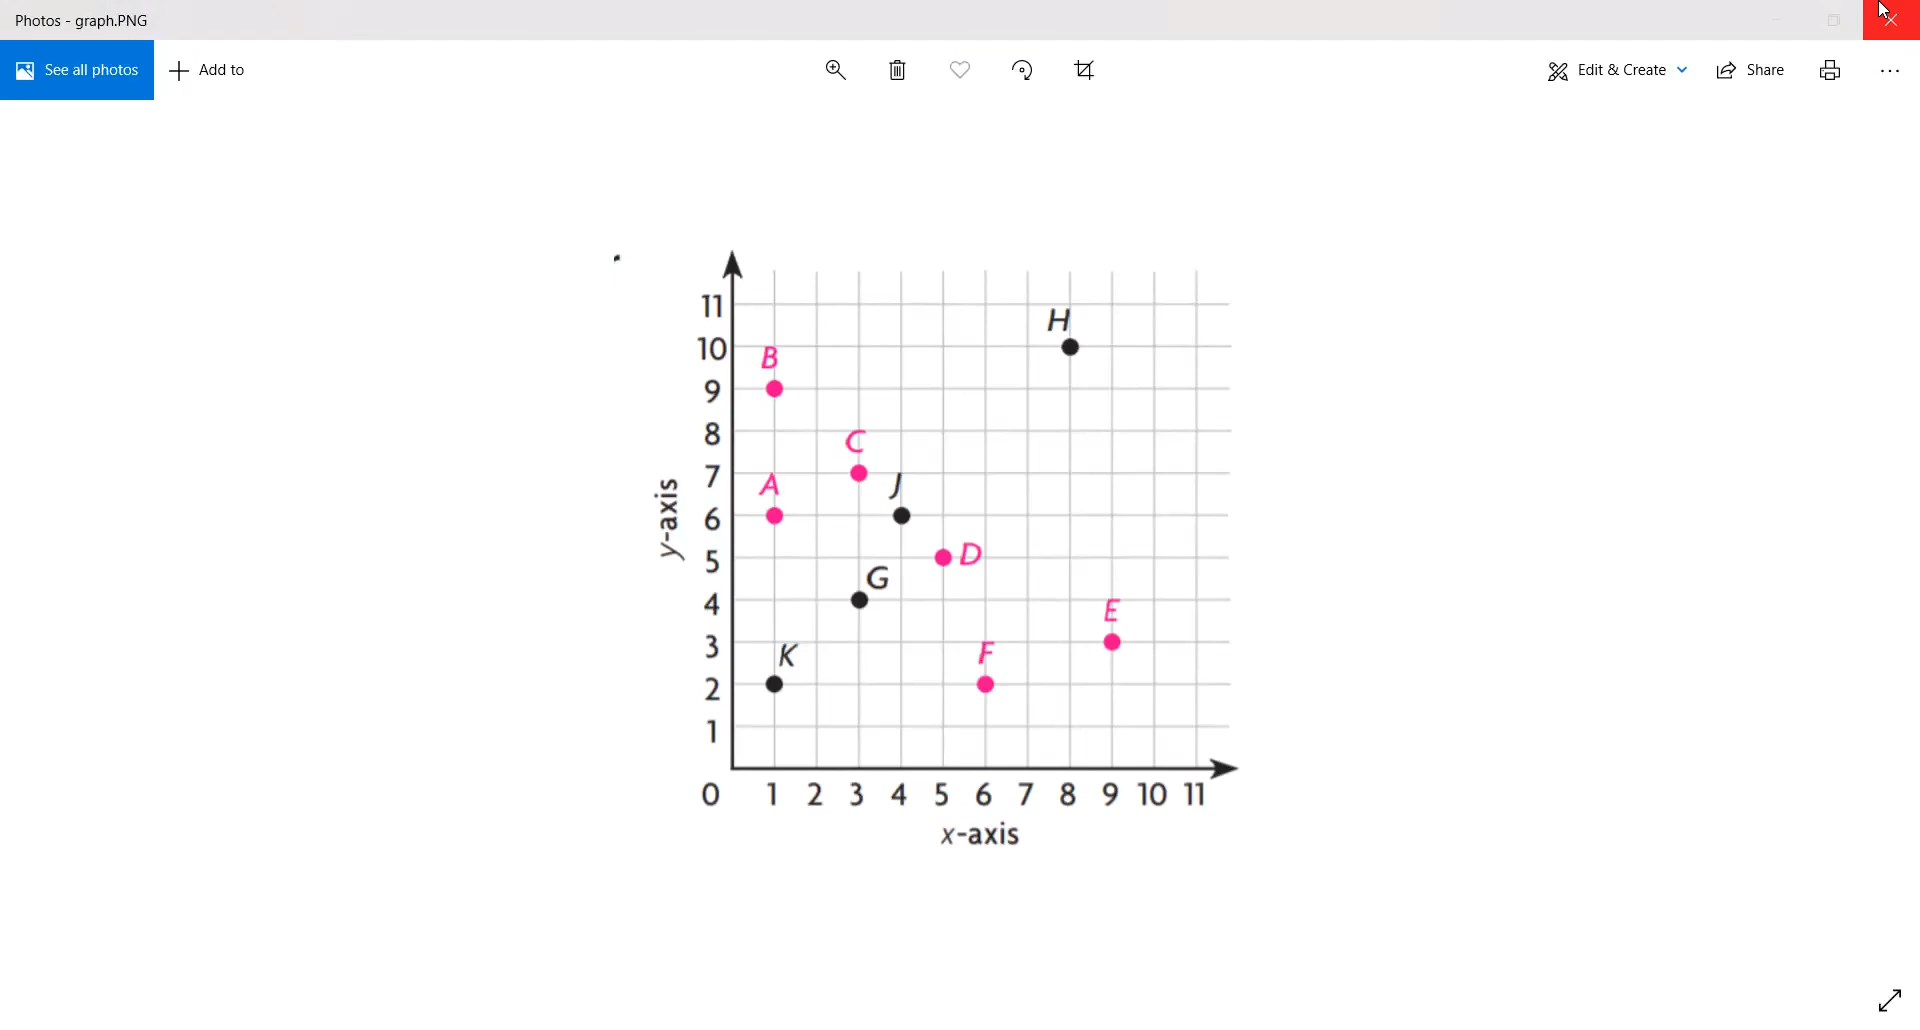 Photos - graph.PNG
See all photos
Add to
Edit & Create
Share
11
H
10
B
9
8
C
7
A
J
6
5
D
G
4
E
3
K
F
2
1
y-axis
0 1 2 3 4 5 6 7 8 9 10 11
x-axis